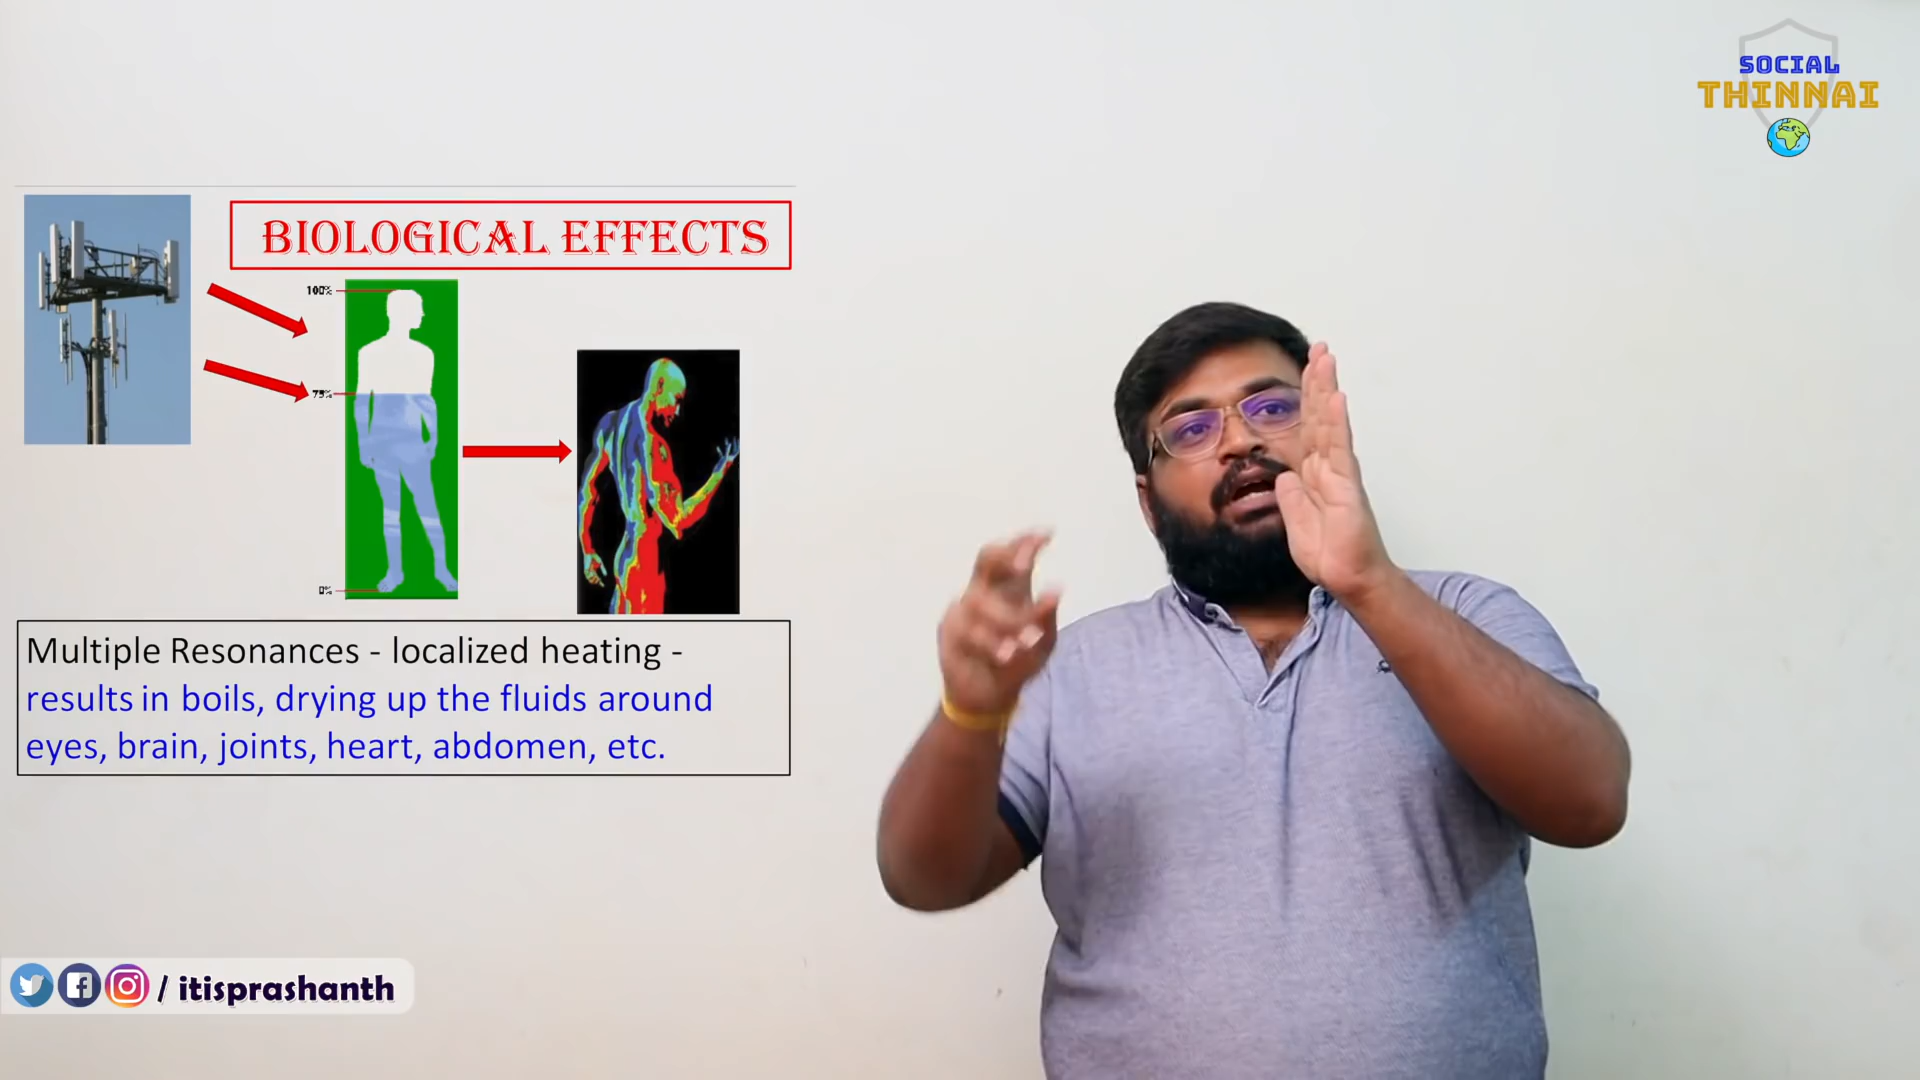 SOCIAL
THINNAI
BIOLOGICAL EFFECTS
100%
75%
0%
Multiple Resonances - localized heating -
results in boils, drying up the fluids around
eyes, brain, joints, heart, abdomen, etc.
/ itisprashanth